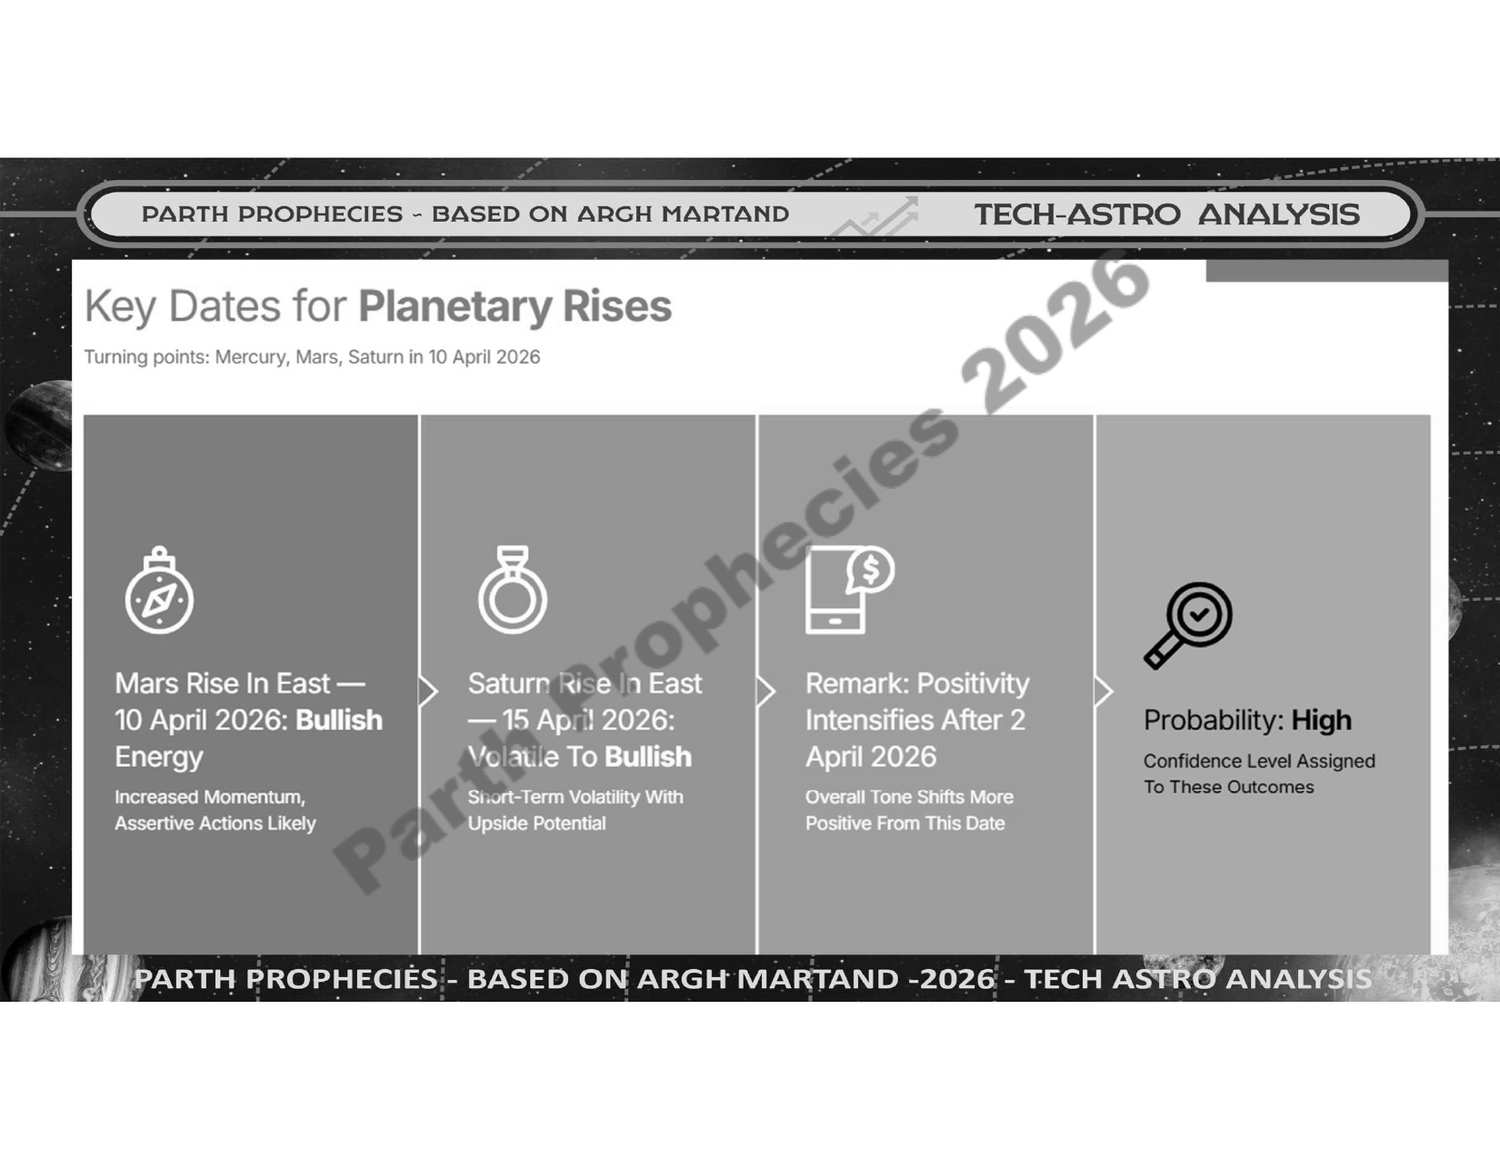 PARTH PROPHECIES ~ BASED ON ARGH MARTAND
TECH-ASTRO ANALYSIS
Key Dates for Planetary Rises
Turning points: Mercury, Mars, Saturn in 10 April 2026
Mars Rise In East —
10 April 2026: Bullish
Energy
Increased Momentum,
Assertive Actions Likely
Saturn Rise In East
— 15 April 2026:
Volatile To Bullish
Short-Term Volatility With
Upside Potential
Remark: Positivity
Intensifies After 2
April 2026
Overall Tone Shifts More
Positive From This Date
Probability: High
Confidence Level Assigned
To These Outcomes
Parth Prophecies 2026
PARTH PROPHECIES - BASED ON ARGH MARTAND -2026 - TECH ASTRO ANALYSIS